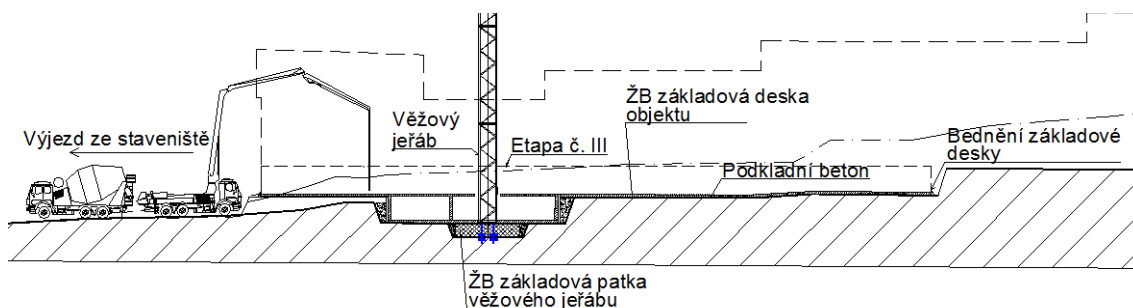 Výjezd ze staveniště
Věžový
jeřáb
Etapa č. III
ŽB základová deska
objektu
Podkladní beton
Bednění základové
desky
ŽB základová patka
věžového jeřábu